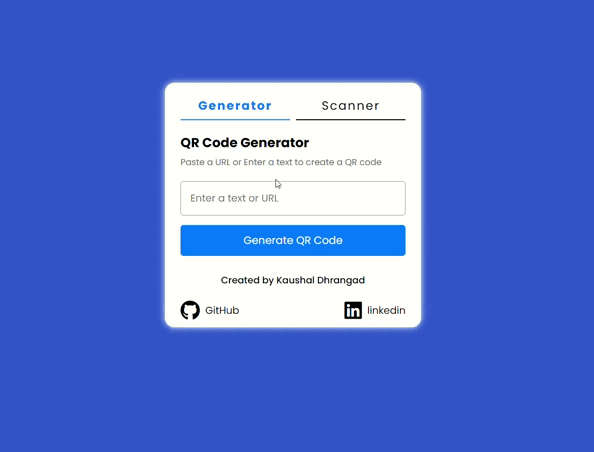 Generator
Scanner
QR Code Generator
Paste a URL or Enter a text to create a QR code
Enter a text or URL
Generate QR Code
Created by Kaushal Dhrangad
GitHub
in linkedin